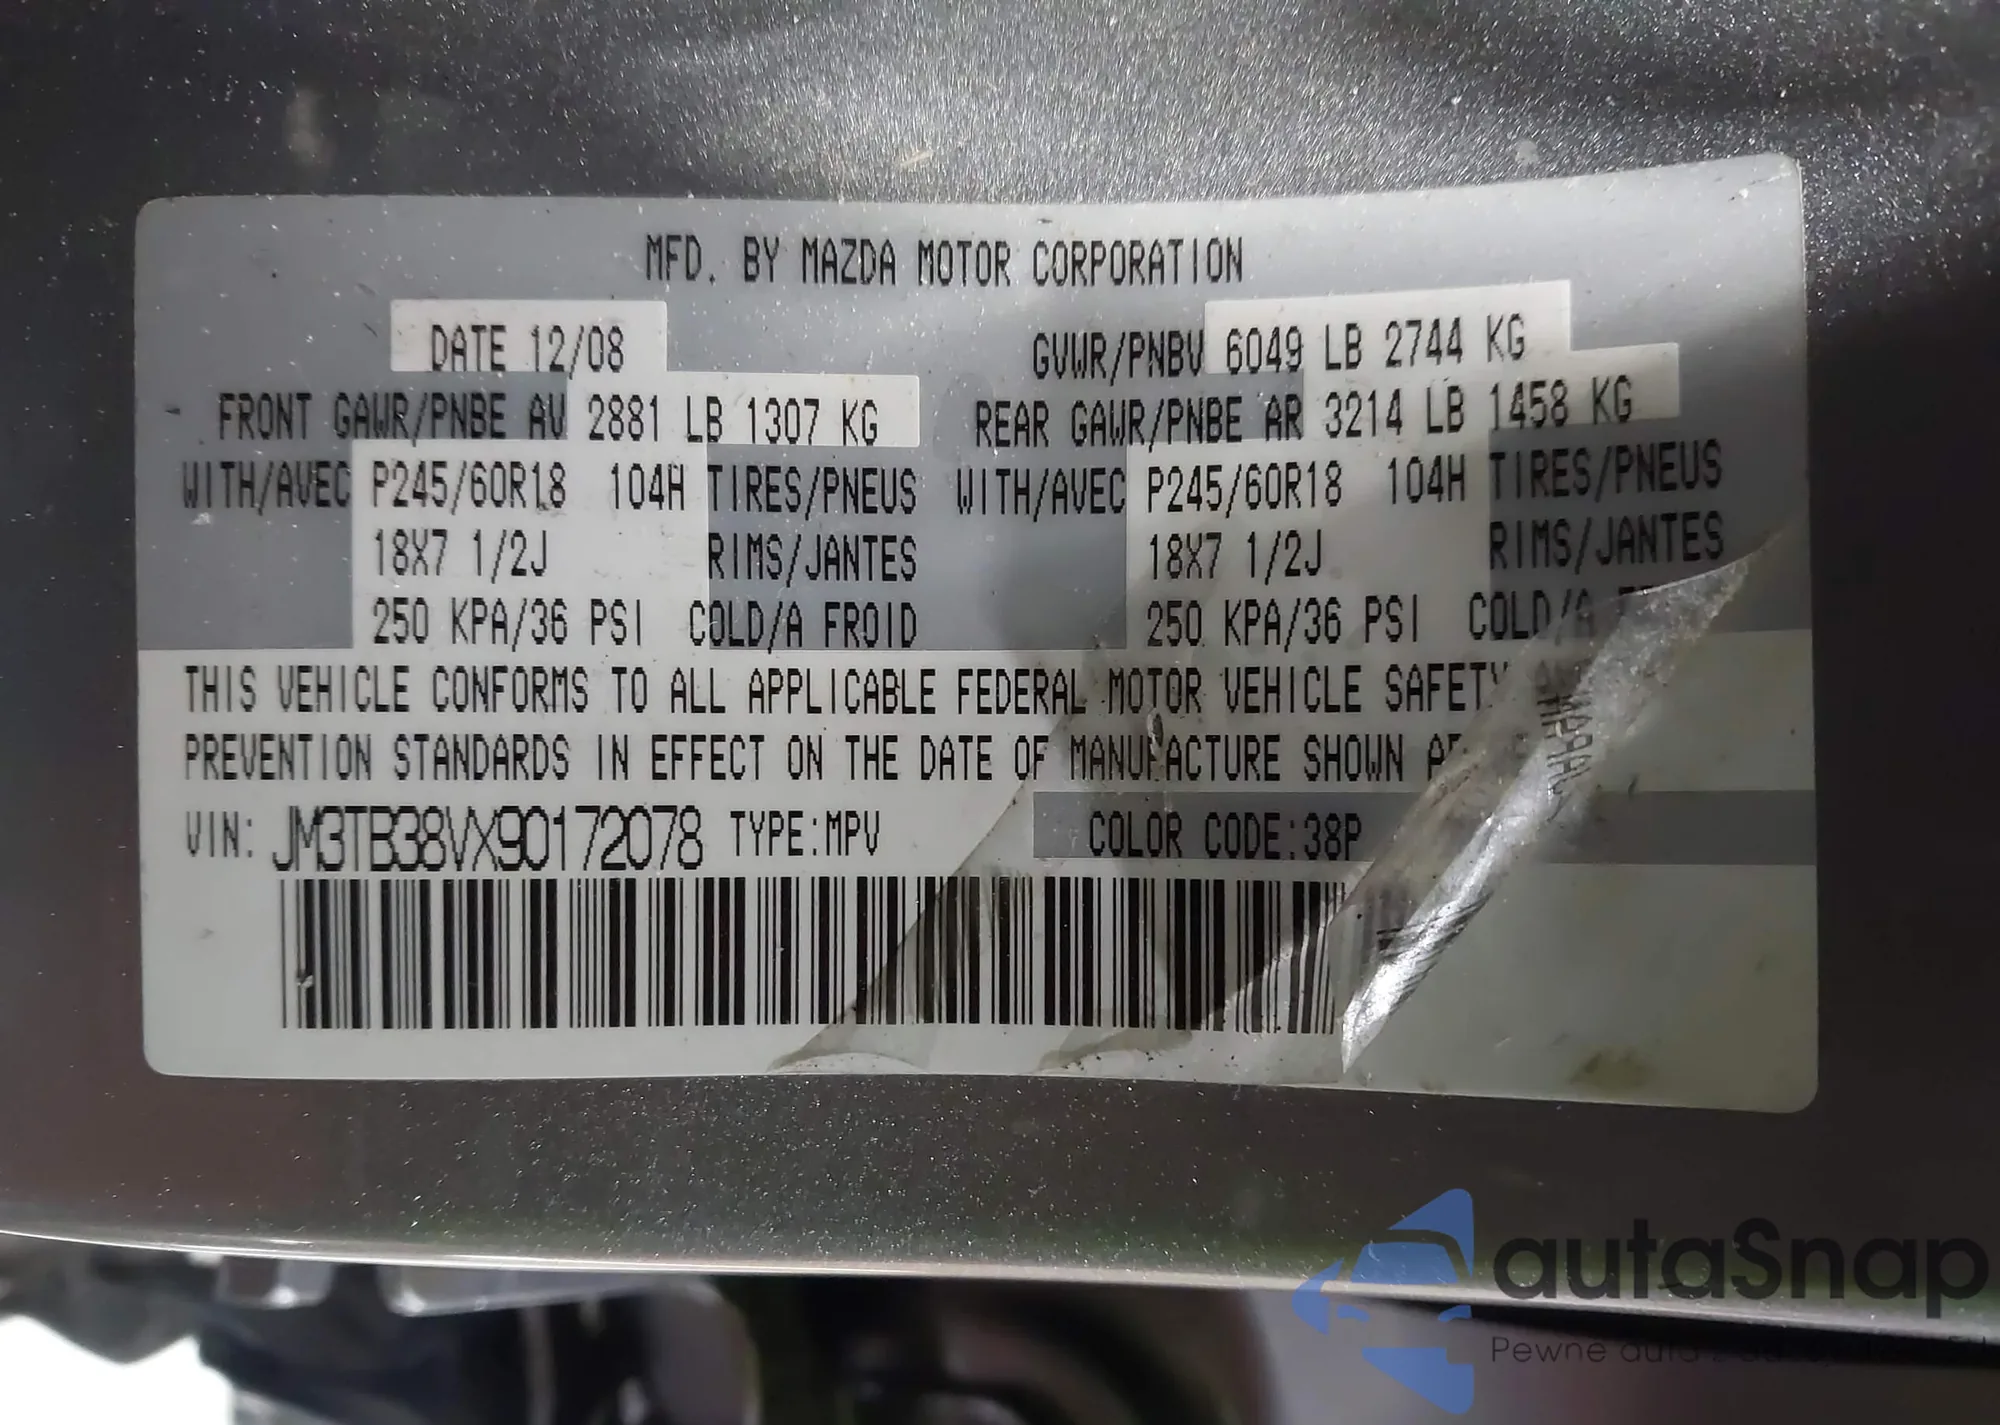 MFD. BY MAZDA MOTOR CORPORATION
DATE 12/08 GVWR/PNBV 6049 LB 2744 KG
FRONT GAWR/PNBE AV 2881 LB 1307 KG REAR GAWR/PNBE AR 3214 LB 1458 KG
WITH/AVEC P245/60R18 104H TIRES/PNEUS WITH/AVEC P245/60R18 104H TIRES/PNEUS
18X7 1/2J RIMS/JANTES 18X7 1/2J RIMS/JANTES
250 KPA/36 PSI COLD/A FROID 250 KPA/36 PSI COLD/A
THIS VEHICLE CONFORMS TO ALL APPLICABLE FEDERAL MOTOR VEHICLE SAFETY
PREVENTION STANDARDS IN EFFECT ON THE DATE OF MANUFACTURE SHOWN
VIN: JM3TB38VX90172078 TYPE:MPV COLOR CODE:38P
autaSnap
Pewne auta z